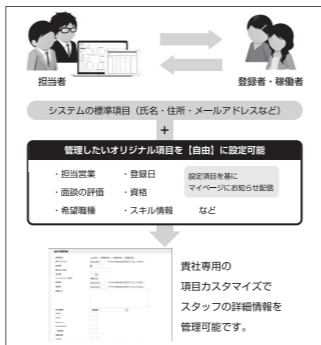 担当者
登録者・稼働者
システムの標準項目（氏名・住所・メールアドレスなど）
+
管理したいオリジナル項目を【自由】に設定可能
・担当営業 ・登録日
・面談の評価 ・資格
・希望職種 ・スキル情報 など
設定項目を基に
マイページにお知らせ配信
貴社専用の
項目カスタマイズで
スタッフの詳細情報を
管理可能です。